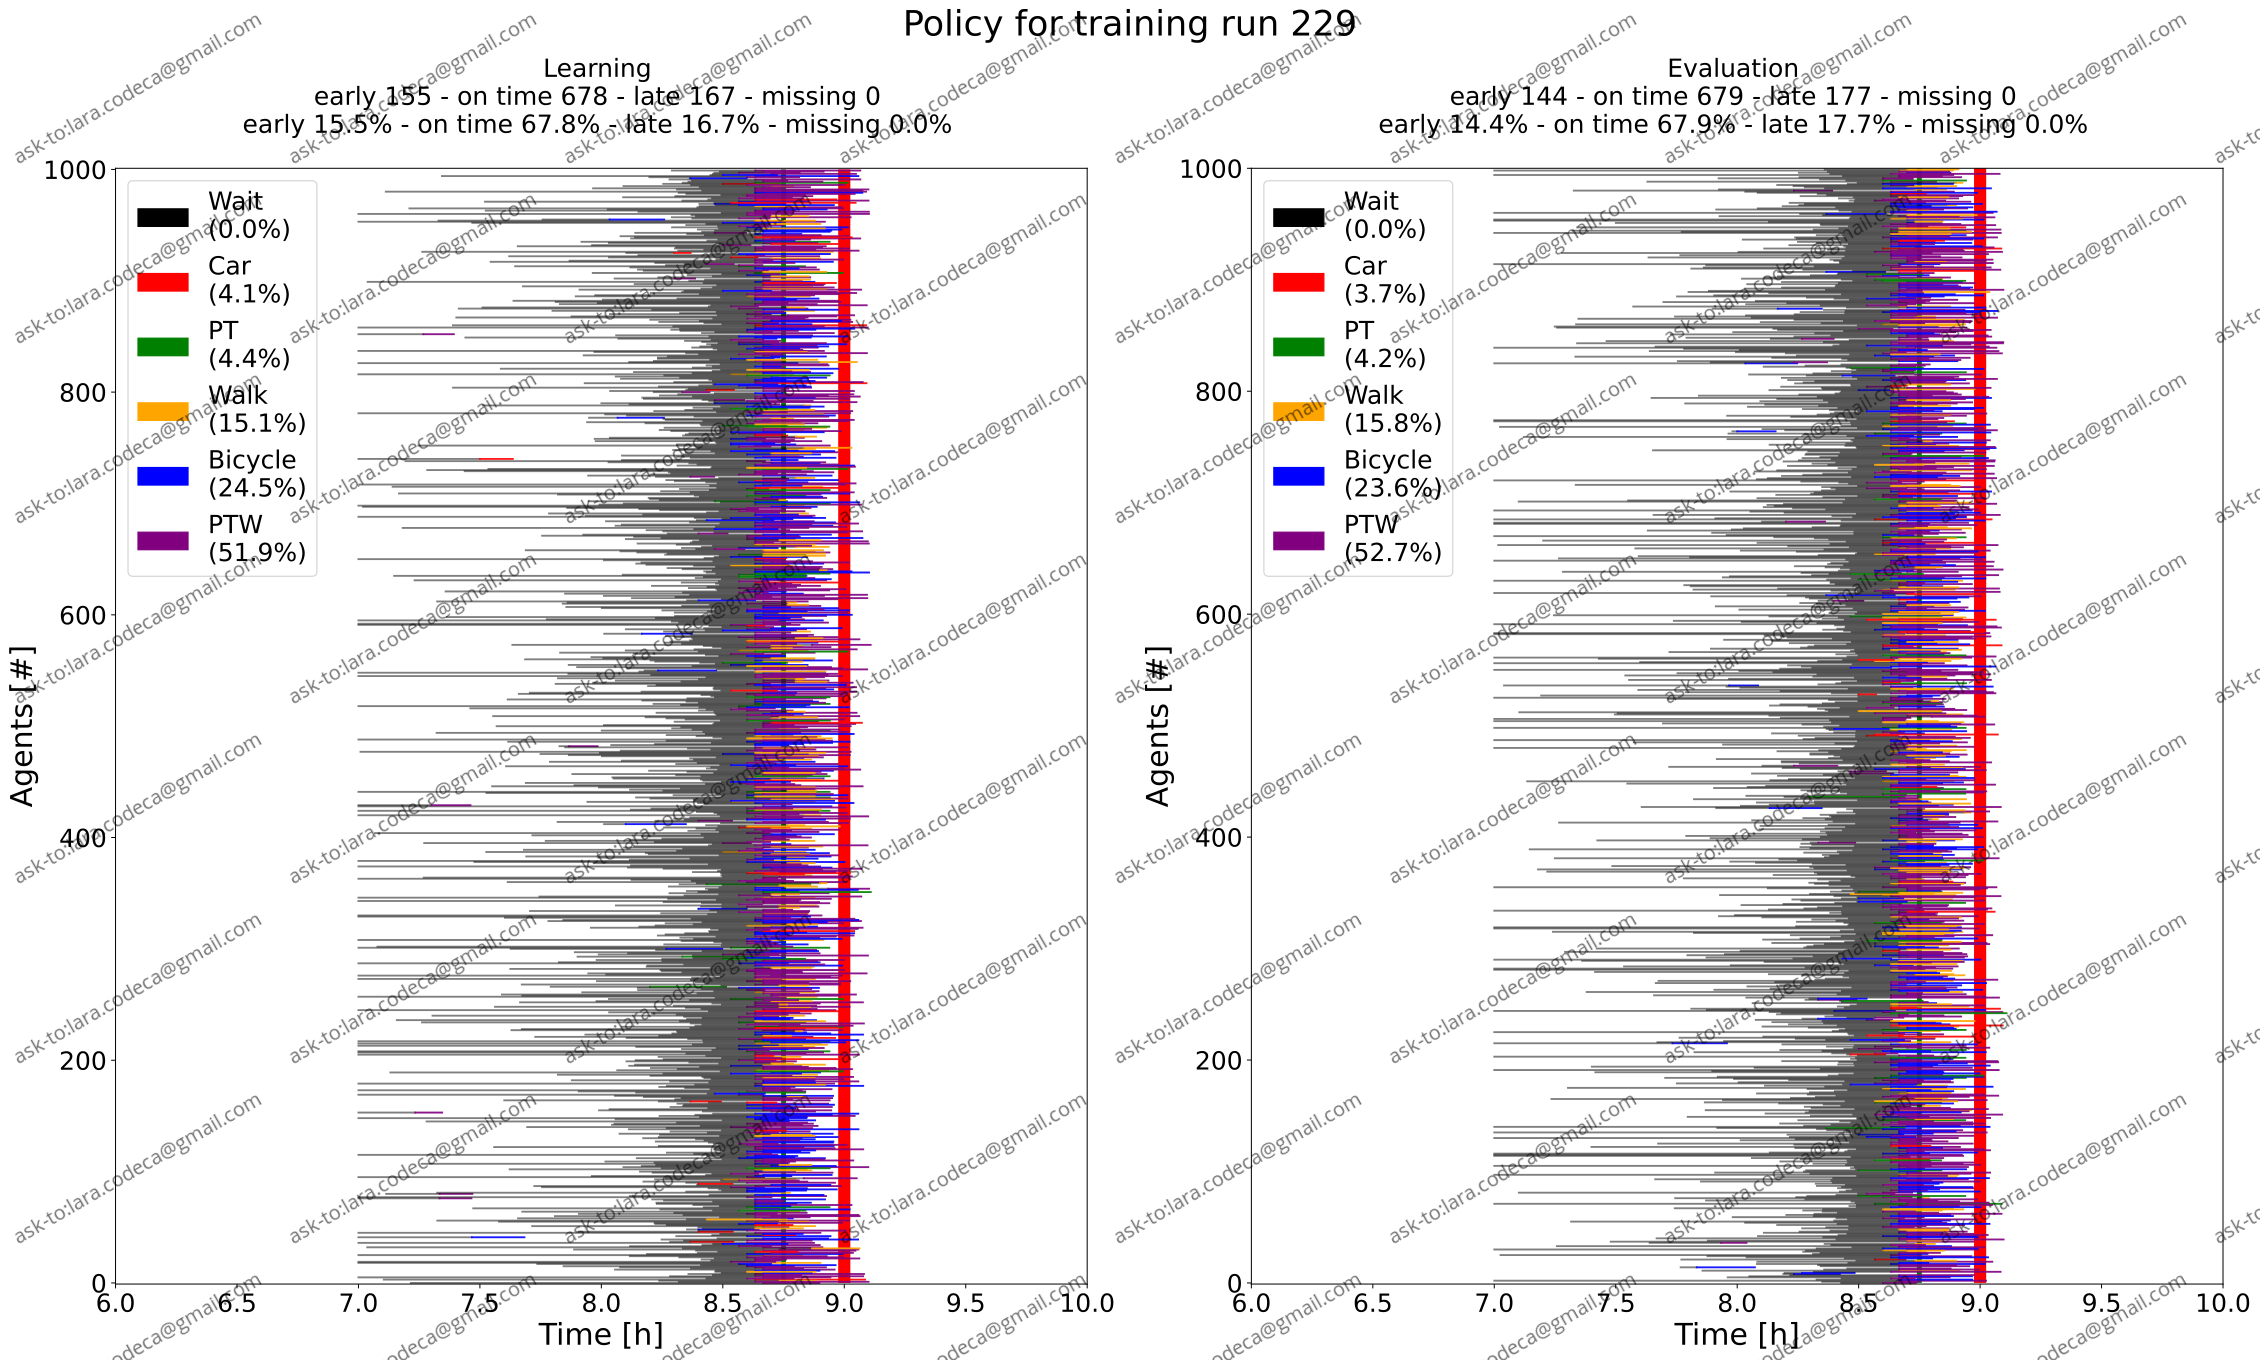 Policy for training run 229
Learning
early 155 - on time 678 - late 167 - missing 0
early 15.5% - on time 67.8% - late 16.7% - missing 0.0%
Wait
(0.0%)
Car
(4.1%)
PT
(4.4%)
Walk
(15.1%)
Bicycle
(24.5%)
PTW
(51.9%)
Agents [#]
1000
800
600
400
200
0
6.0 6.5 7.0 7.5 8.0 8.5 9.0 9.5 10.0
Time [h]
Evaluation
early 144 - on time 679 - late 177 - missing 0
early 14.4% - on time 67.9% - late 17.7% - missing 0.0%
Wait
(0.0%)
Car
(3.7%)
PT
(4.2%)
Walk
(15.8%)
Bicycle
(23.6%)
PTW
(52.7%)
Agents [#]
1000
800
600
400
200
0
6.0 6.5 7.0 7.5 8.0 8.5 9.0 9.5 10.0
Time [h]
ask-to:lara.codeca@gmail.com